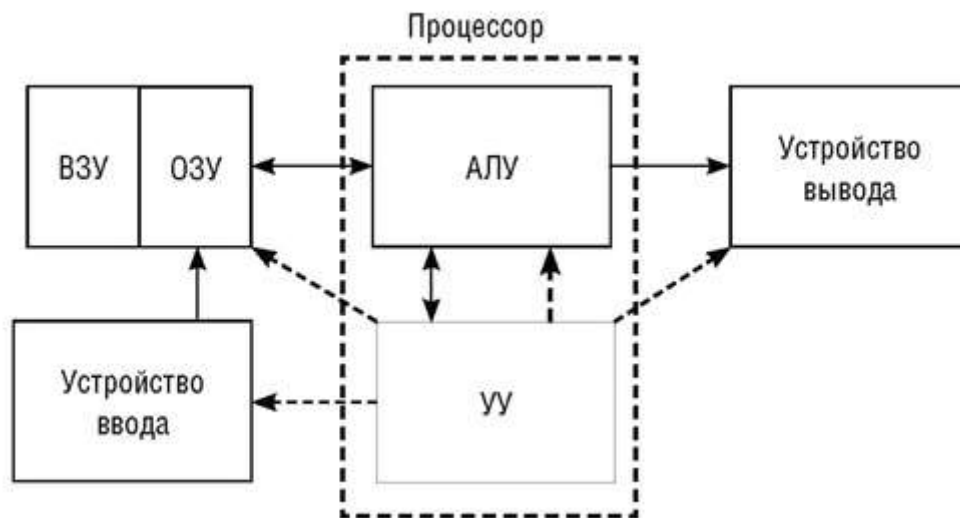 Процессор
ВЗУ
ОЗУ
АЛУ
Устройство
вывода
Устройство
ввода
УУ